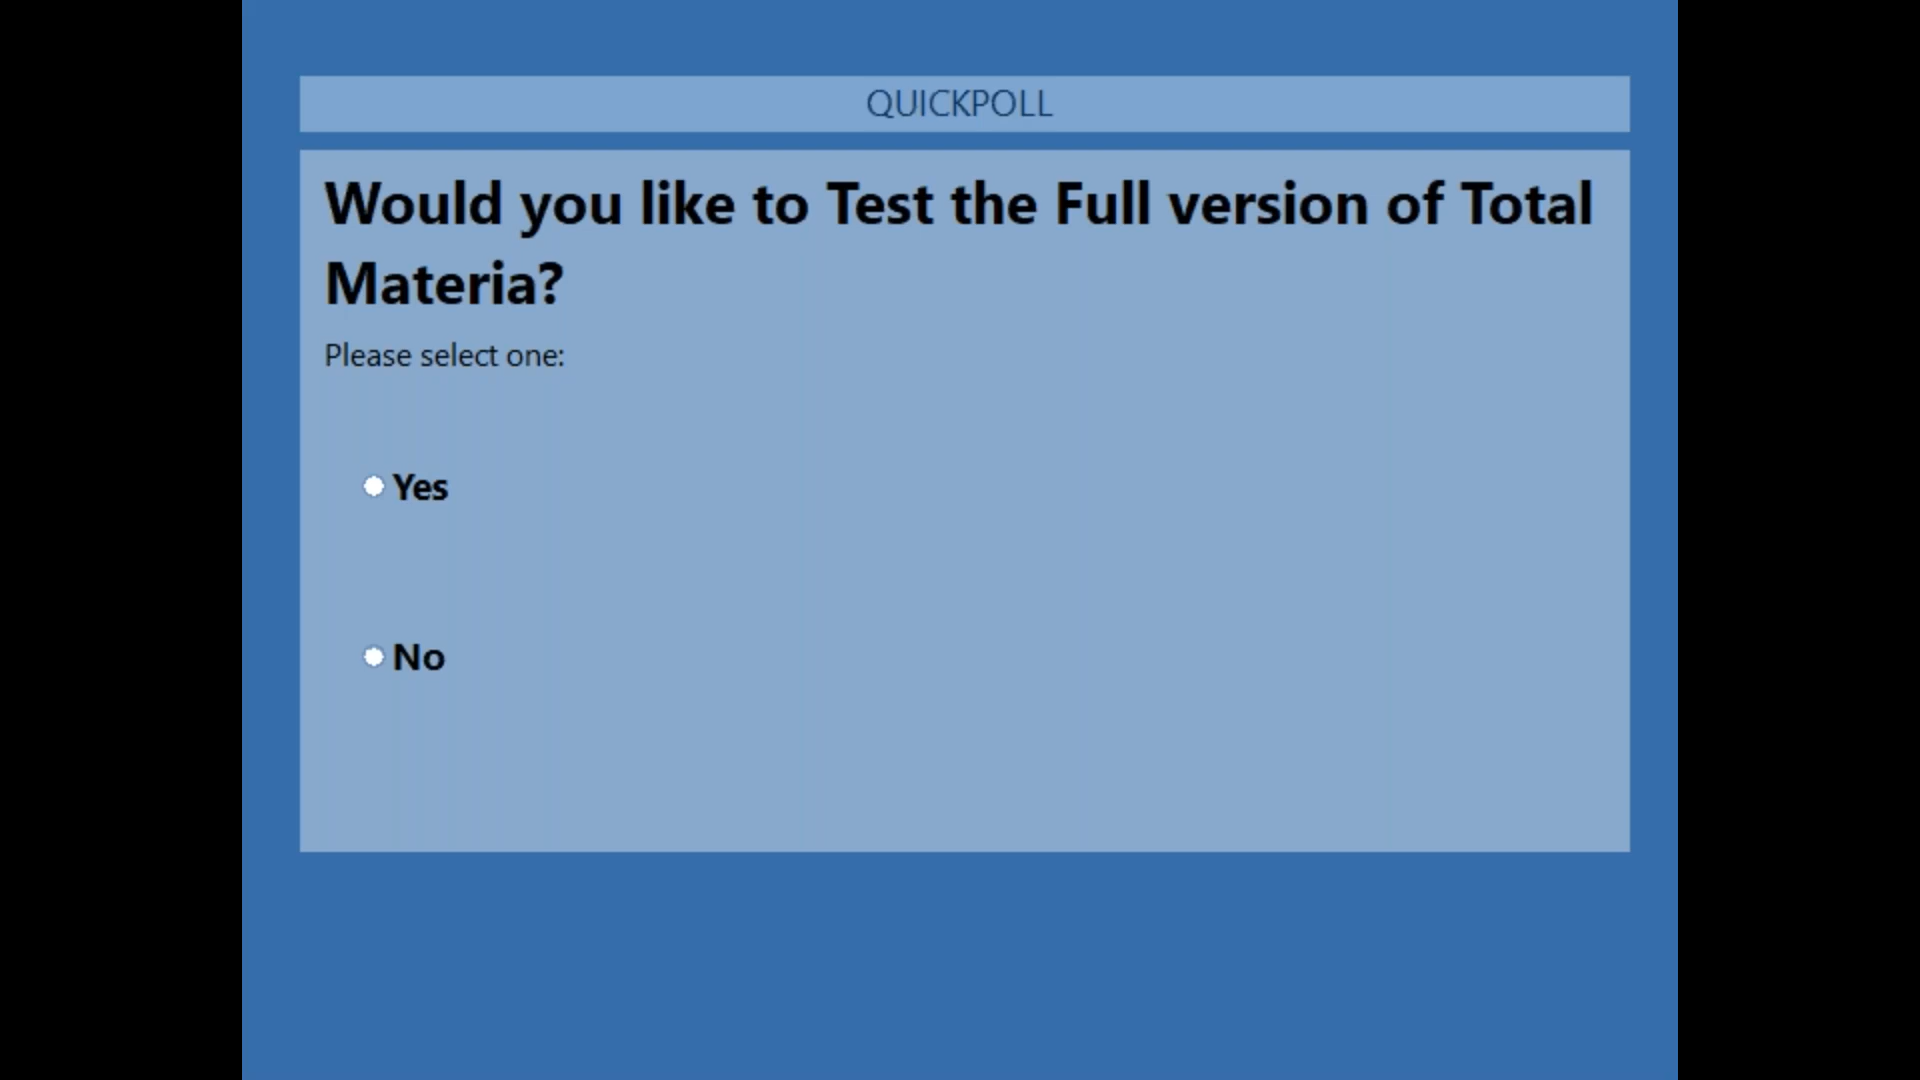 QUICKPOLL
Would you like to Test the Full version of Total
Materia?
Please select one:
Yes
No